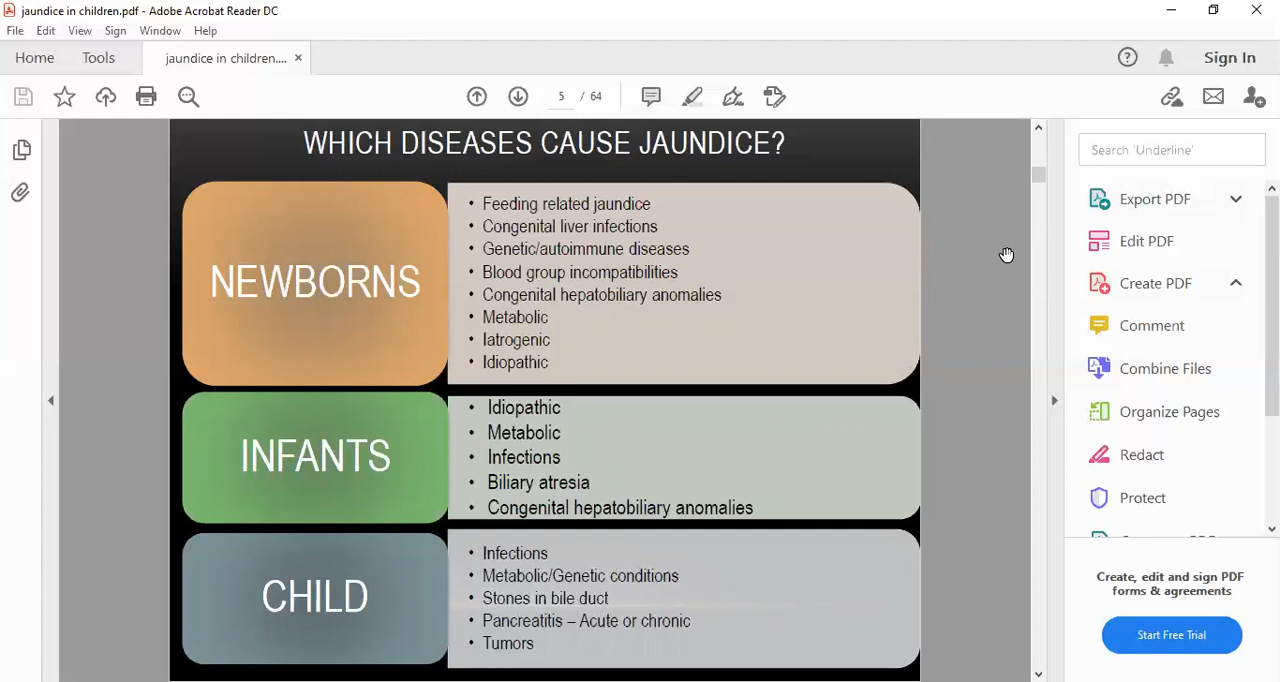 jaundice in children.pdf - Adobe Acrobat Reader DC
File Edit View Sign Window Help
Home Tools jaundice in children.... × Sign In
5 / 64
WHICH DISEASES CAUSE JAUNDICE?
NEWBORNS
• Feeding related jaundice
• Congenital liver infections
• Genetic/autoimmune diseases
• Blood group incompatibilities
• Congenital hepatobiliary anomalies
• Metabolic
• Iatrogenic
• Idiopathic
INFANTS
• Idiopathic
• Metabolic
• Infections
• Biliary atresia
• Congenital hepatobiliary anomalies
CHILD
• Infections
• Metabolic/Genetic conditions
• Stones in bile duct
• Pancreatitis – Acute or chronic
• Tumors
Search 'Underline'
Export PDF
Edit PDF
Create PDF
Comment
Combine Files
Organize Pages
Redact
Protect
Create, edit and sign PDF
forms & agreements
Start Free Trial